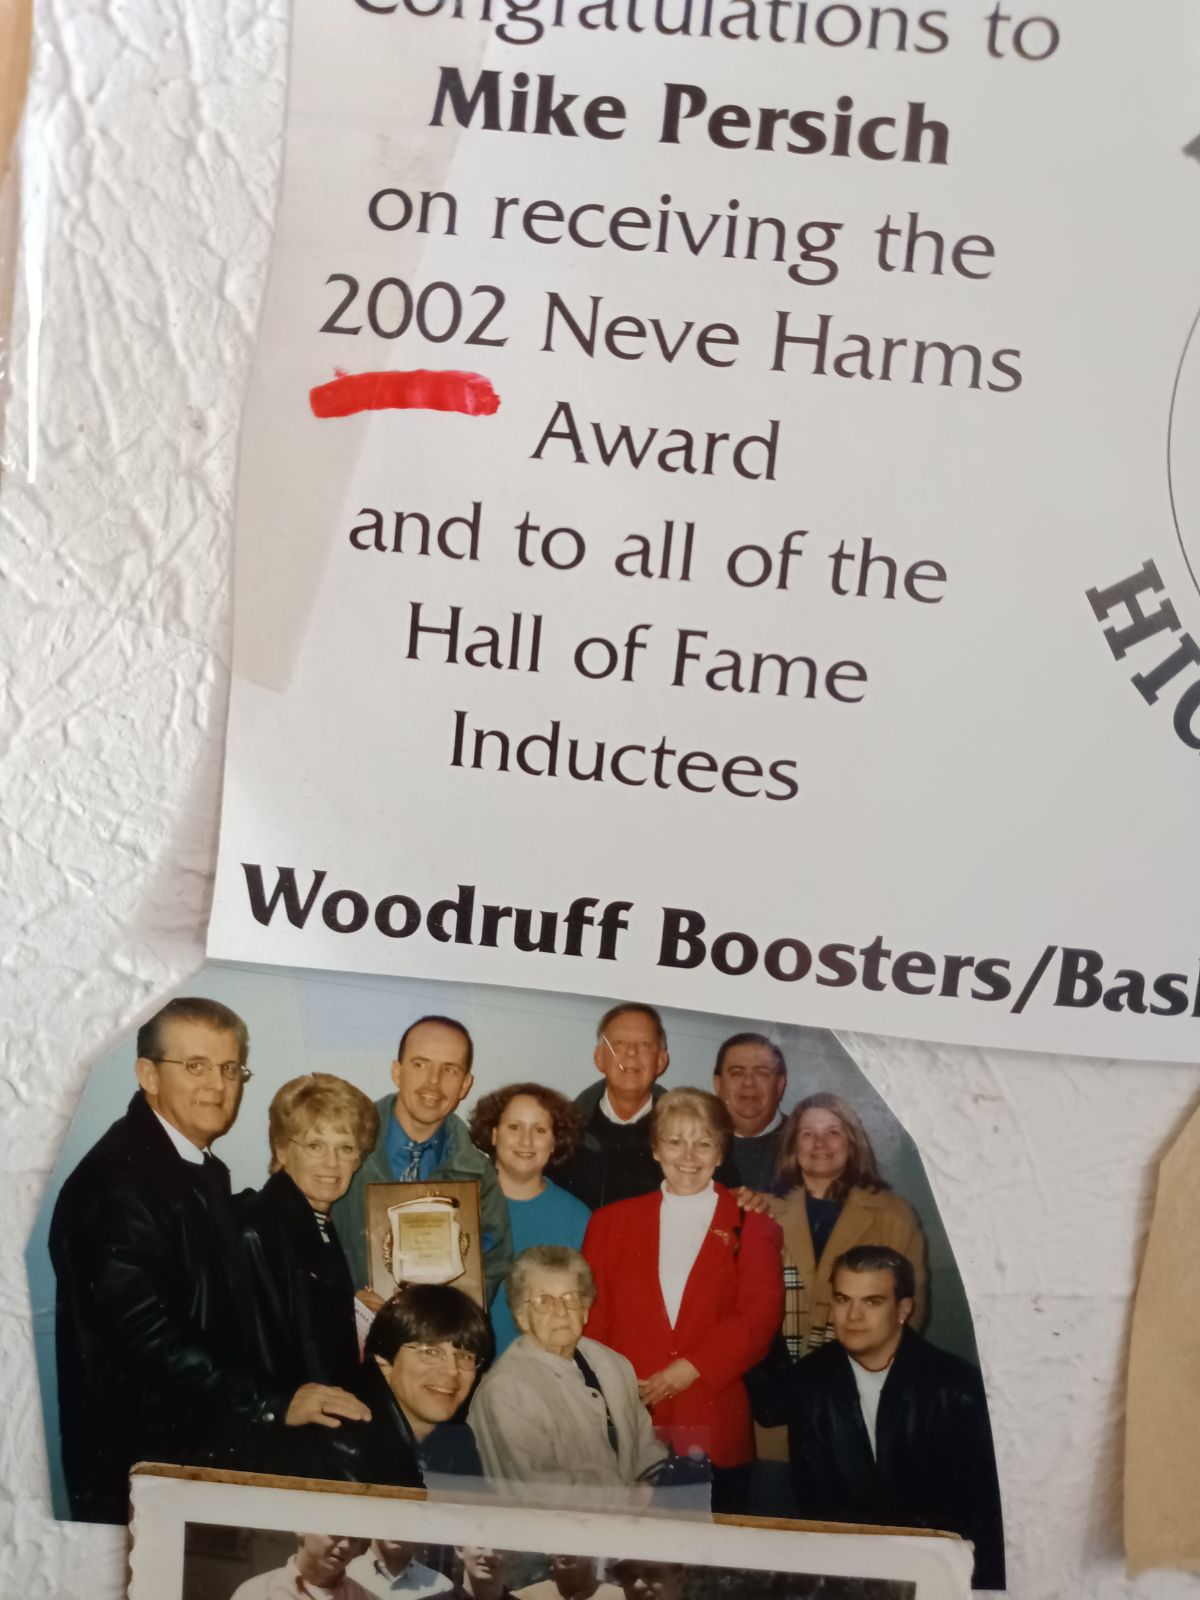 Congratulations to
Mike Persich
on receiving the
2002 Neve Harms
Award
and to all of the
Hall of Fame
Inductees
Woodruff Boosters/Bas
HIG